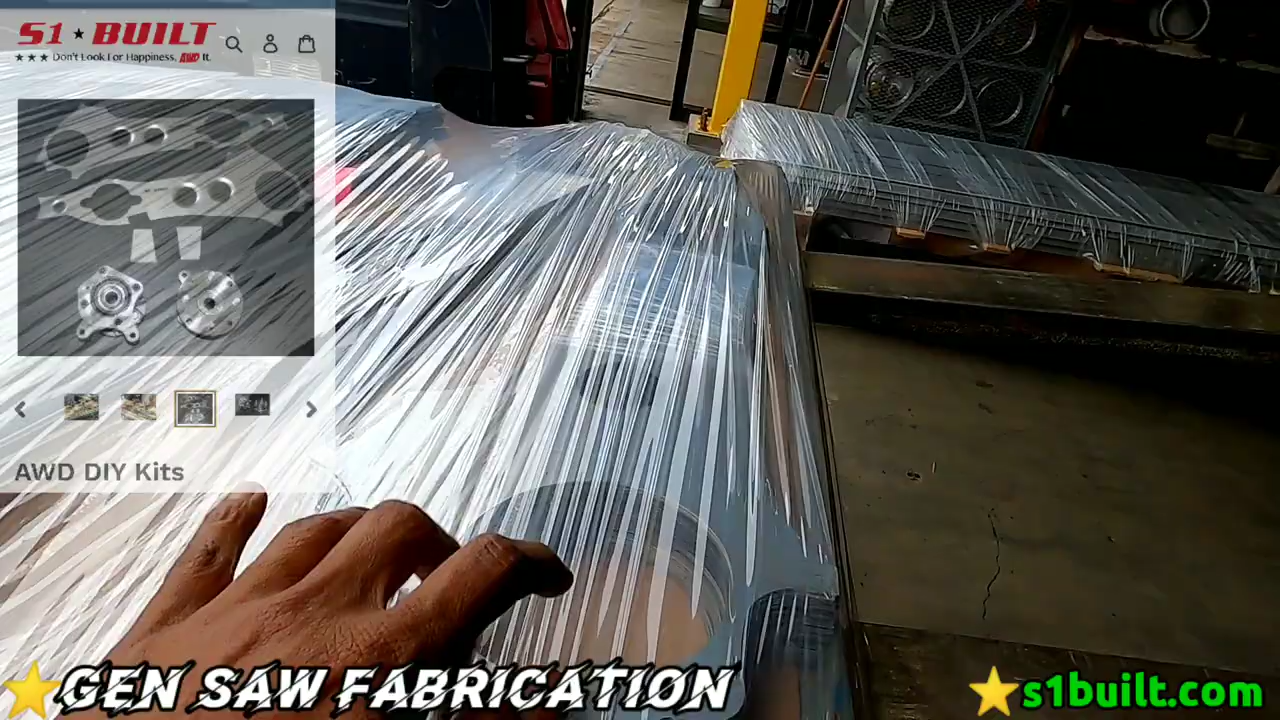 S1 ★ BUILT
★ ★ ★ Don't Look For Happiness, AWD It.
AWD DIY Kits
⭐GEN SAW FABRICATION
⭐s1built.com